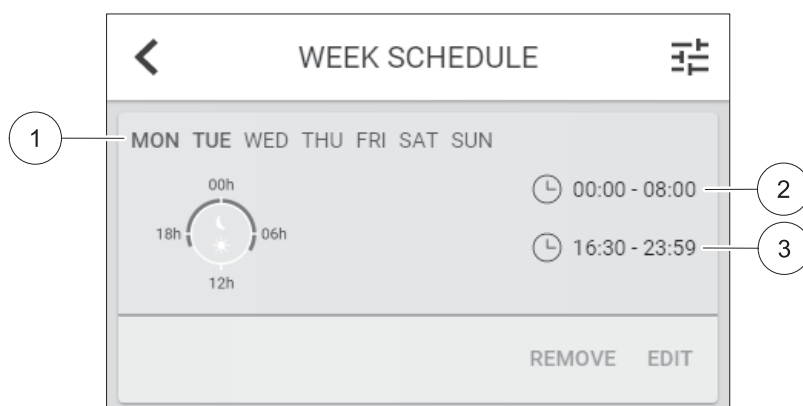 WEEK SCHEDULE
1
MON TUE WED THU FRI SAT SUN
00h
18h
06h
12h
00:00 - 08:00
2
16:30 - 23:59
3
REMOVE EDIT